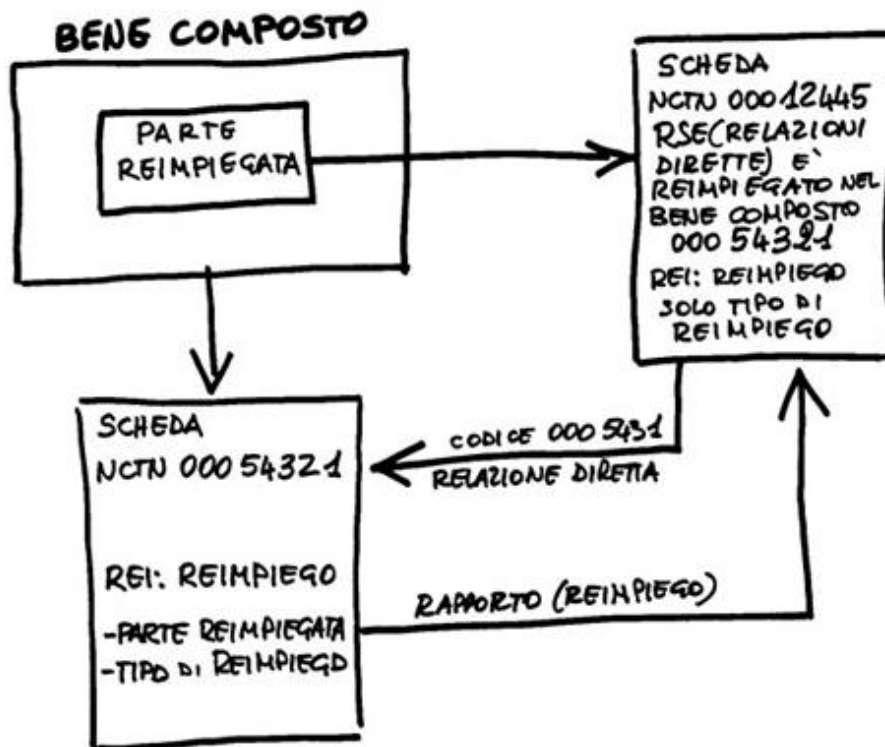 BENE COMPOSTO
PARTE
REIMPIEGATA
SCHEDA
NCTN 00012445
RSE(RELAZIONI
DIRETTE) E`
REIMPIEGATO NEL
BENE COMPOSTO
000 54321
REI: REIMPIEGO
SOLO TIPO DI
REIMPIEGO
SCHEDA
NCTN 000 54321
REI: REIMPIEGO
-PARTE REIMPIEGATA
-TIPO DI REIMPIEGO
CODICE 000 5431
RELAZIONE DIRETTA
RAPPORTO (REIMPIEGO)